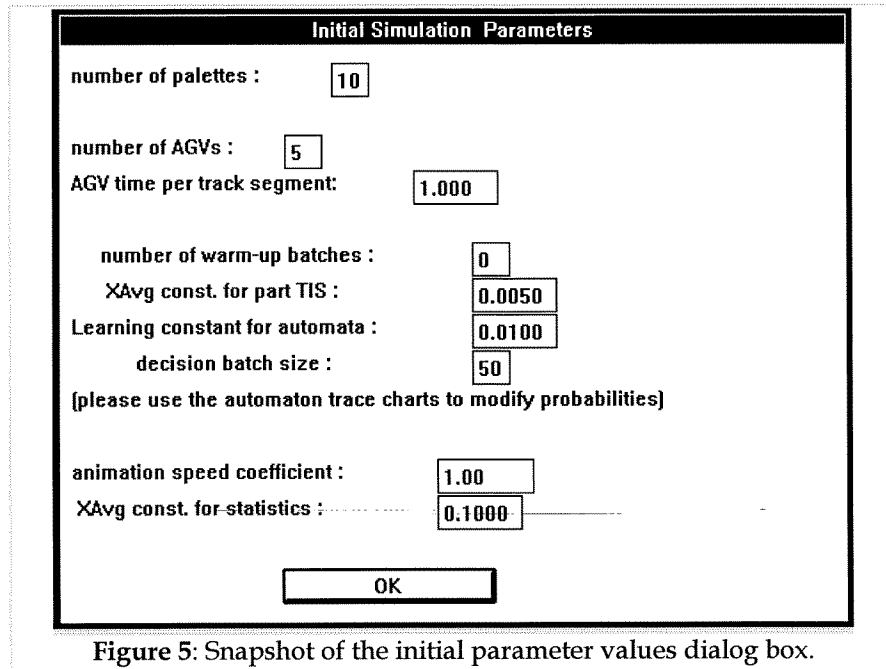 Initial Simulation Parameters
number of palettes : 10
number of AGVs : 5
AGV time per track segment: 1.000
number of warm-up batches : 0
XAvg const. for part TIS : 0.0050
Learning constant for automata : 0.0100
decision batch size : 50
(please use the automaton trace charts to modify probabilities)
animation speed coefficient : 1.00
XAvg const. for statistics : 0.1000
OK
Figure 5: Snapshot of the initial parameter values dialog box.